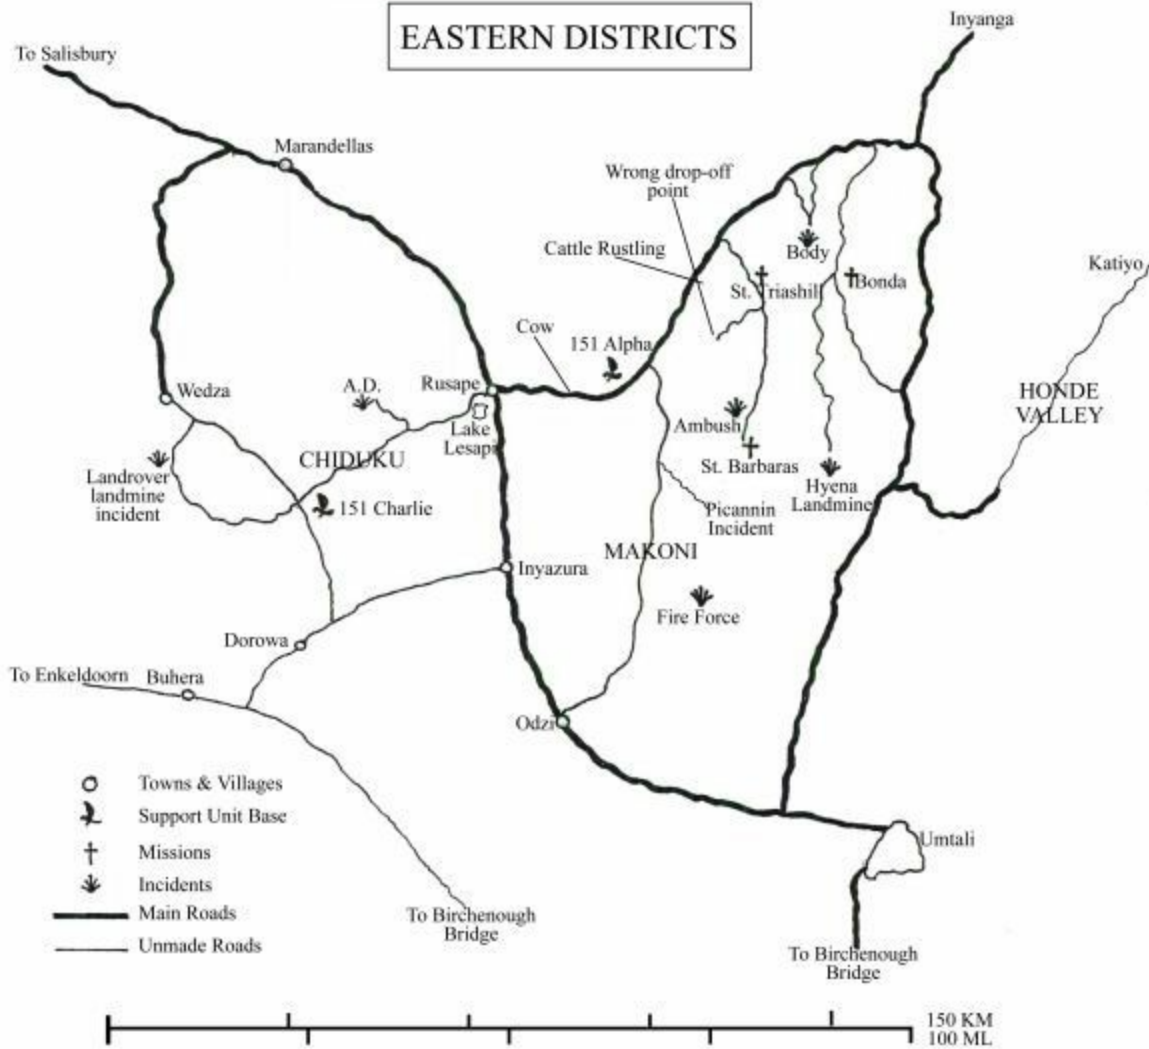 EASTERN DISTRICTS
Inyanga
To Salisbury
Marandellas
Wrong drop-off
point
Cattle Rustling
Body
Katiyo
St. Triashill
Bonda
Cow
151 Alpha
A.D.
Rusape
Wedza
HONDE
VALLEY
Lake
Lesapi
Ambush
CHIDUKU
St. Barbaras
Landrover
landmine
incident
Hyena
Landmine
151 Charlie
Picannin
Incident
MAKONI
Inyazura
Fire Force
Dorowa
To Enkeldoorn
Buhera
Odzi
Towns & Villages
Support Unit Base
Missions
Incidents
Main Roads
Unmade Roads
Umtali
To Birchenough
Bridge
To Birchenough
Bridge
150 KM
100 ML